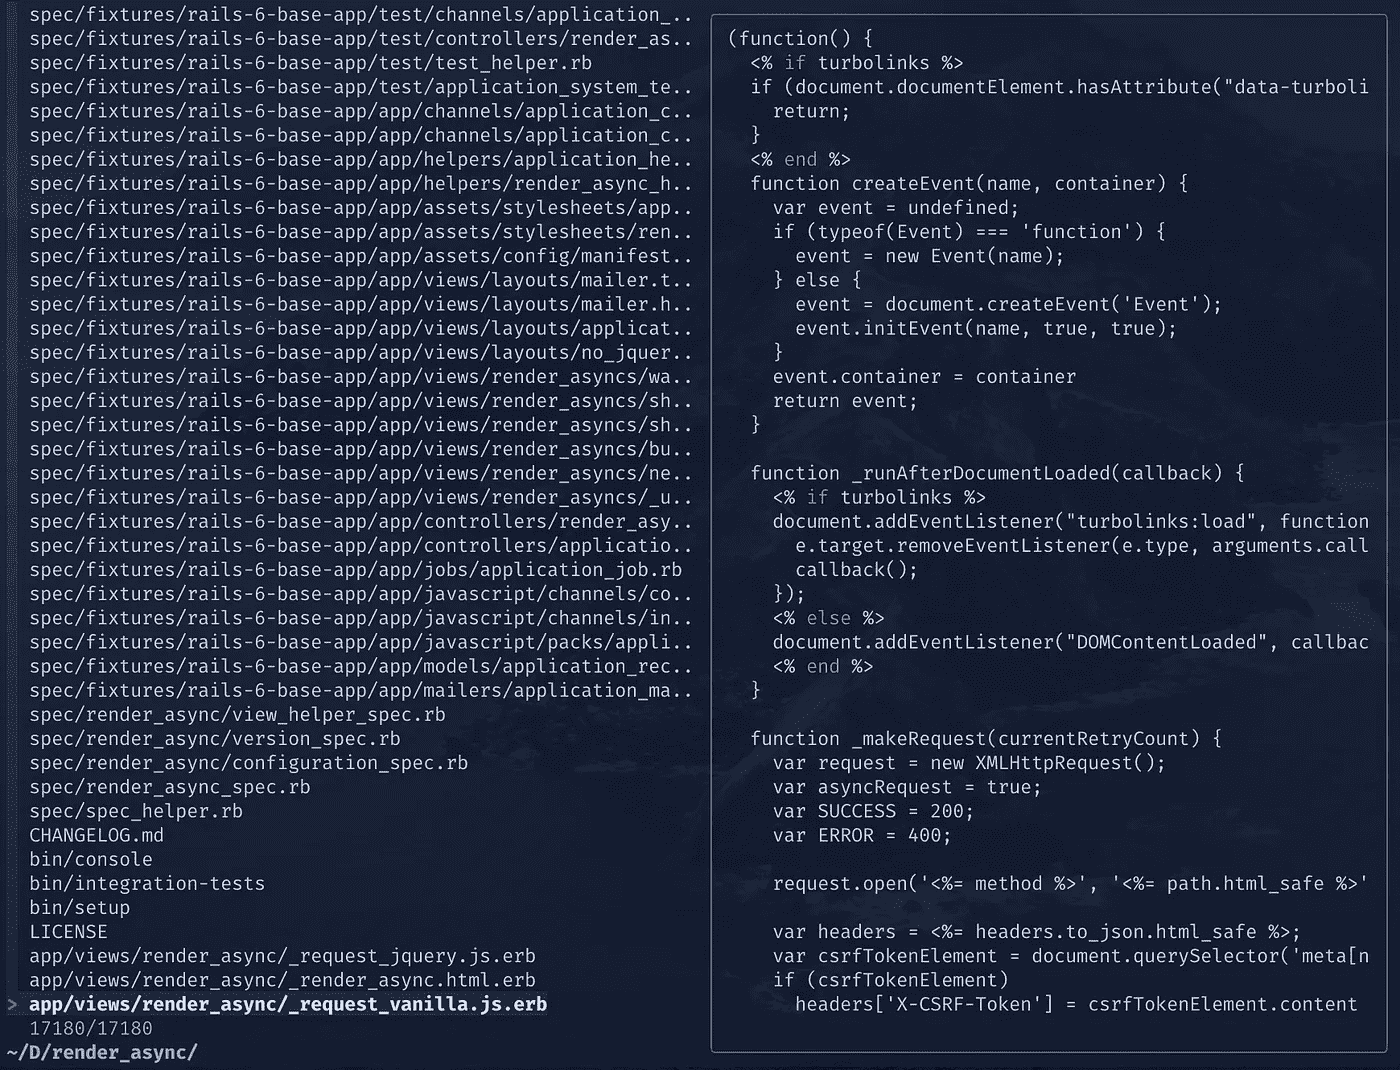 spec/fixtures/rails-6-base-app/test/channels/application_..
spec/fixtures/rails-6-base-app/test/controllers/render_as..
spec/fixtures/rails-6-base-app/test/test_helper.rb
spec/fixtures/rails-6-base-app/test/application_system_te..
spec/fixtures/rails-6-base-app/app/channels/application_c..
spec/fixtures/rails-6-base-app/app/channels/application_c..
spec/fixtures/rails-6-base-app/app/helpers/application_he..
spec/fixtures/rails-6-base-app/app/helpers/render_async_h..
spec/fixtures/rails-6-base-app/app/assets/stylesheets/app..
spec/fixtures/rails-6-base-app/app/assets/stylesheets/ren..
spec/fixtures/rails-6-base-app/app/assets/config/manifest..
spec/fixtures/rails-6-base-app/app/views/layouts/mailer.t..
spec/fixtures/rails-6-base-app/app/views/layouts/mailer.h..
spec/fixtures/rails-6-base-app/app/views/layouts/applicat..
spec/fixtures/rails-6-base-app/app/views/layouts/no_jquer..
spec/fixtures/rails-6-base-app/app/views/render_asyncs/wa..
spec/fixtures/rails-6-base-app/app/views/render_asyncs/sh..
spec/fixtures/rails-6-base-app/app/views/render_asyncs/sh..
spec/fixtures/rails-6-base-app/app/views/render_asyncs/bu..
spec/fixtures/rails-6-base-app/app/views/render_asyncs/ne..
spec/fixtures/rails-6-base-app/app/views/render_asyncs/_u..
spec/fixtures/rails-6-base-app/app/controllers/render_asy..
spec/fixtures/rails-6-base-app/app/controllers/applicatio..
spec/fixtures/rails-6-base-app/app/jobs/application_job.rb
spec/fixtures/rails-6-base-app/app/javascript/channels/co..
spec/fixtures/rails-6-base-app/app/javascript/channels/in..
spec/fixtures/rails-6-base-app/app/javascript/packs/appli..
spec/fixtures/rails-6-base-app/app/models/application_rec..
spec/fixtures/rails-6-base-app/app/mailers/application_ma..
spec/render_async/view_helper_spec.rb
spec/render_async/version_spec.rb
spec/render_async/configuration_spec.rb
spec/render_async_spec.rb
spec/spec_helper.rb
CHANGELOG.md
bin/console
bin/integration-tests
bin/setup
LICENSE
app/views/render_async/_request_jquery.js.erb
app/views/render_async/_render_async.html.erb
> app/views/render_async/_request_vanilla.js.erb
17180/17180
~/D/render_async/
(function() {
<% if turbolinks %>
if (document.documentElement.hasAttribute("data-turboli
return;
}
<% end %>
function createEvent(name, container) {
var event = undefined;
if (typeof(Event) === 'function') {
event = new Event(name);
} else {
event = document.createEvent('Event');
event.initEvent(name, true, true);
}
event.container = container
return event;
}
function _runAfterDocumentLoaded(callback) {
<% if turbolinks %>
document.addEventListener("turbolinks:load", function
e.target.removeEventListener(e.type, arguments.call
callback();
});
<% else %>
document.addEventListener("DOMContentLoaded", callbac
<% end %>
}
function _makeRequest(currentRetryCount) {
var request = new XMLHttpRequest();
var asyncRequest = true;
var SUCCESS = 200;
var ERROR = 400;
request.open('<%= method %>', '<%= path.html_safe %>'
var headers = <%= headers.to_json.html_safe %>;
var csrfTokenElement = document.querySelector('meta[n
if (csrfTokenElement)
headers['X-CSRF-Token'] = csrfTokenElement.content